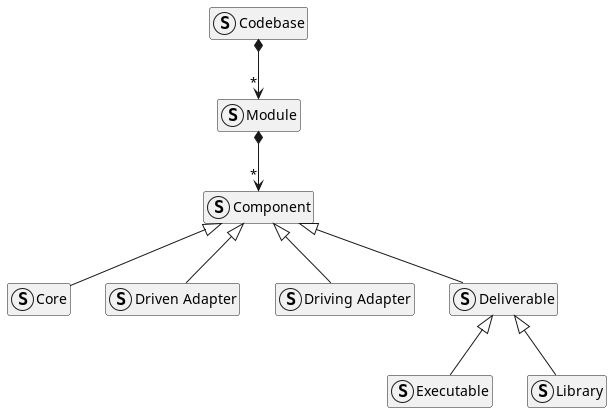 S Codebase
*
S Module
*
S Component
S Core
S Driven Adapter
S Driving Adapter
S Deliverable
S Executable
S Library